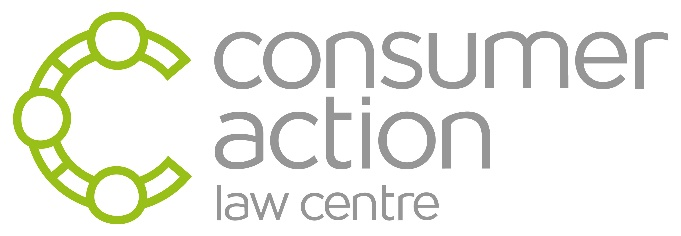 consumer
action
law centre